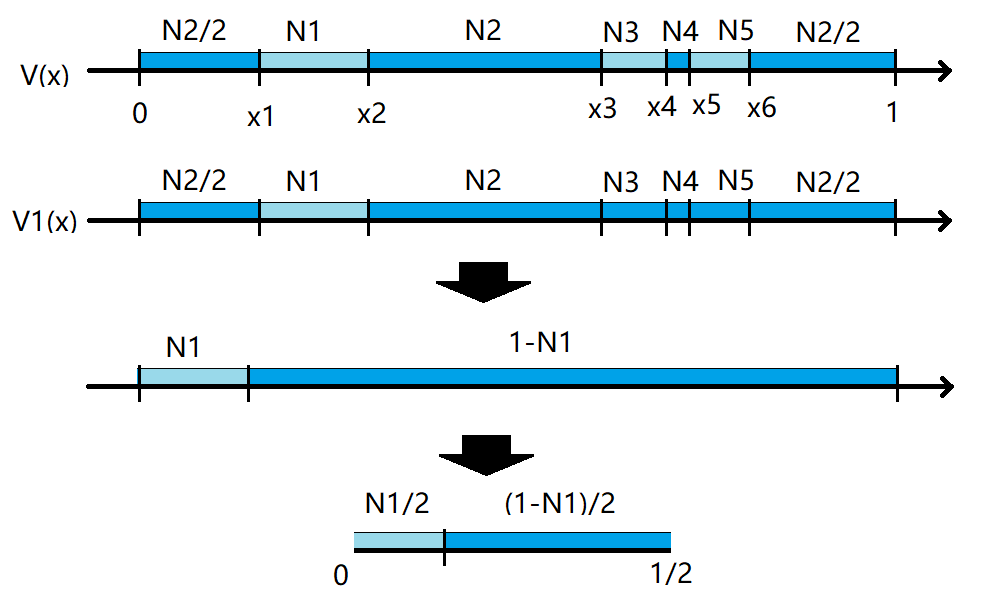 N2/2 N1 N2 N3 N4 N5 N2/2
V(x)
0 x1 x2 x3 x4 x5 x6 1
N2/2 N1 N2 N3 N4 N5 N2/2
V1(x)
N1 1-N1
N1/2 (1-N1)/2
0 1/2